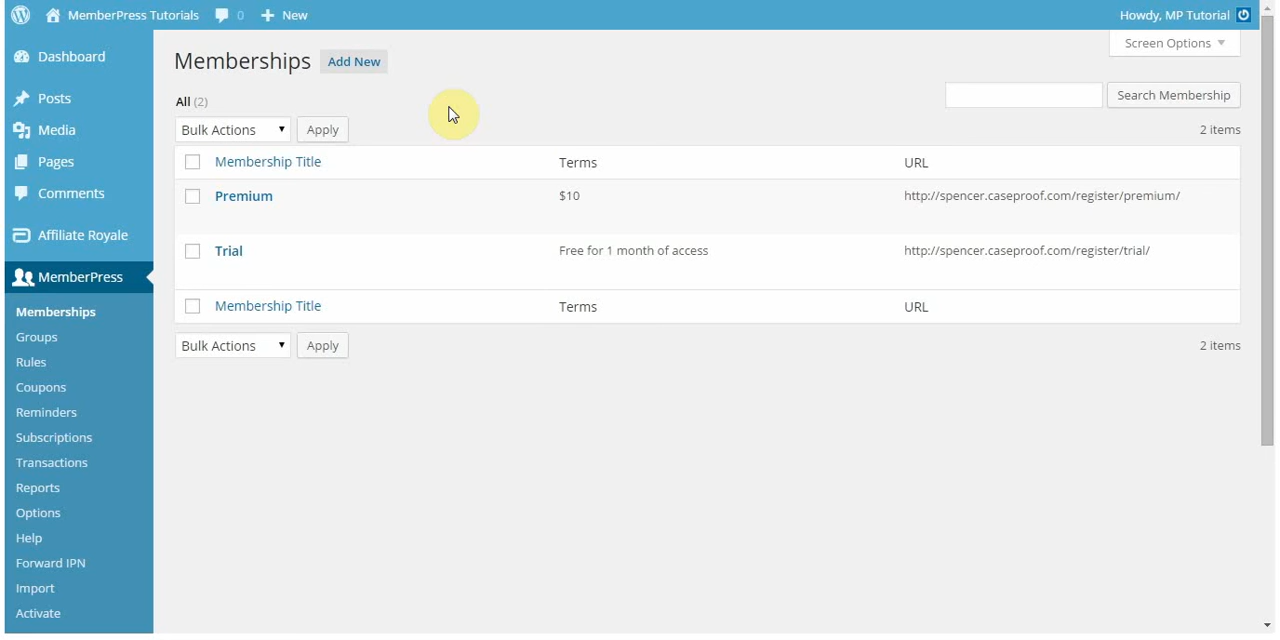 MemberPress Tutorials 0 New Howdy, MP Tutorial
Screen Options
Dashboard
Posts
Media
Pages
Comments
Affiliate Royale
MemberPress
Memberships
Groups
Rules
Coupons
Reminders
Subscriptions
Transactions
Reports
Options
Help
Forward IPN
Import
Activate
Memberships Add New
All (2)
Search Membership
Bulk Actions Apply 2 items
Membership Title Terms URL
Premium $10 http://spencer.caseproof.com/register/premium/
Trial Free for 1 month of access http://spencer.caseproof.com/register/trial/
Membership Title Terms URL
Bulk Actions Apply 2 items